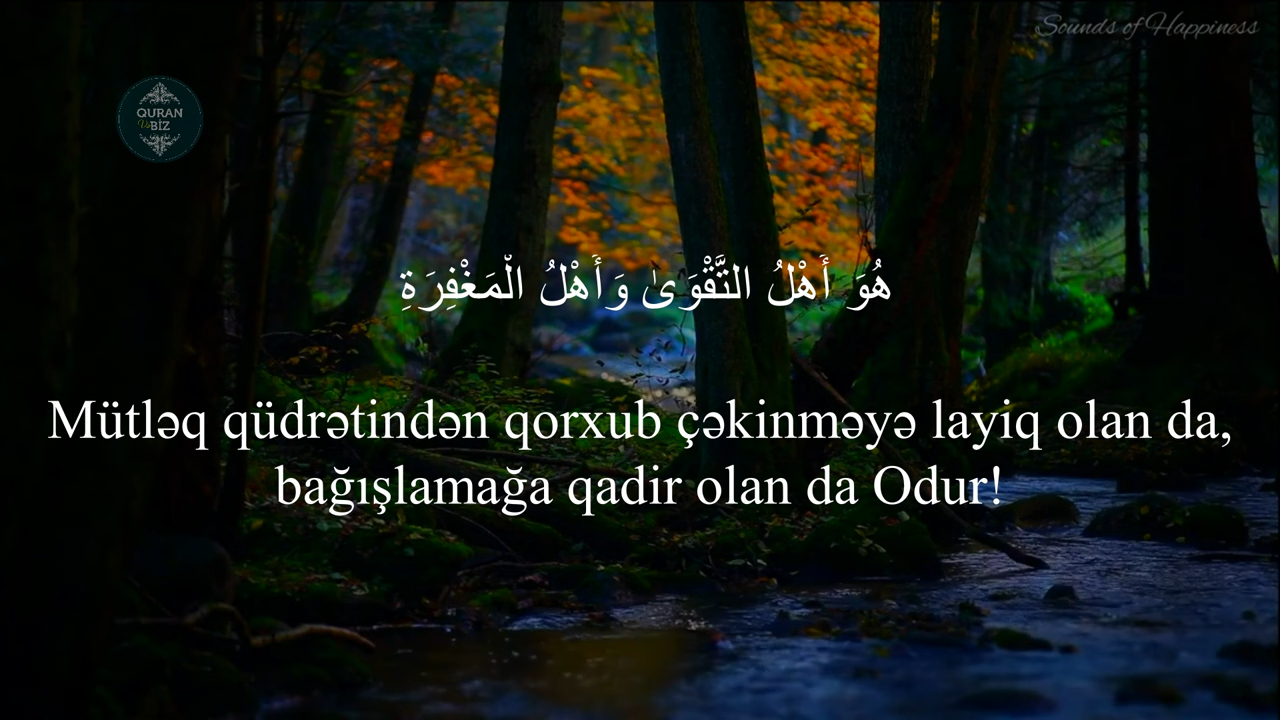 Sounds of Happiness
QURAN
Və BİZ
هُوَ أَهْلُ التَّقْوَىٰ وَأَهْلُ الْمَغْفِرَةِ
Mütləq qüdrətindən qorxub çəkinməyə layiq olan da,
bağışlamağa qadir olan da Odur!